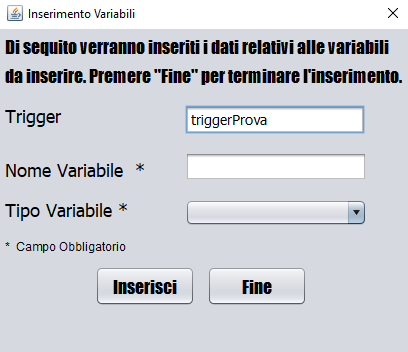 Inserimento Variabili
Di sequito verranno inseriti i dati relativi alle variabili
da inserire. Premere "Fine" per terminare l'inserimento.
Trigger triggerProva
Nome Variabile *
Tipo Variabile *
* Campo Obbligatorio
Inserisci Fine